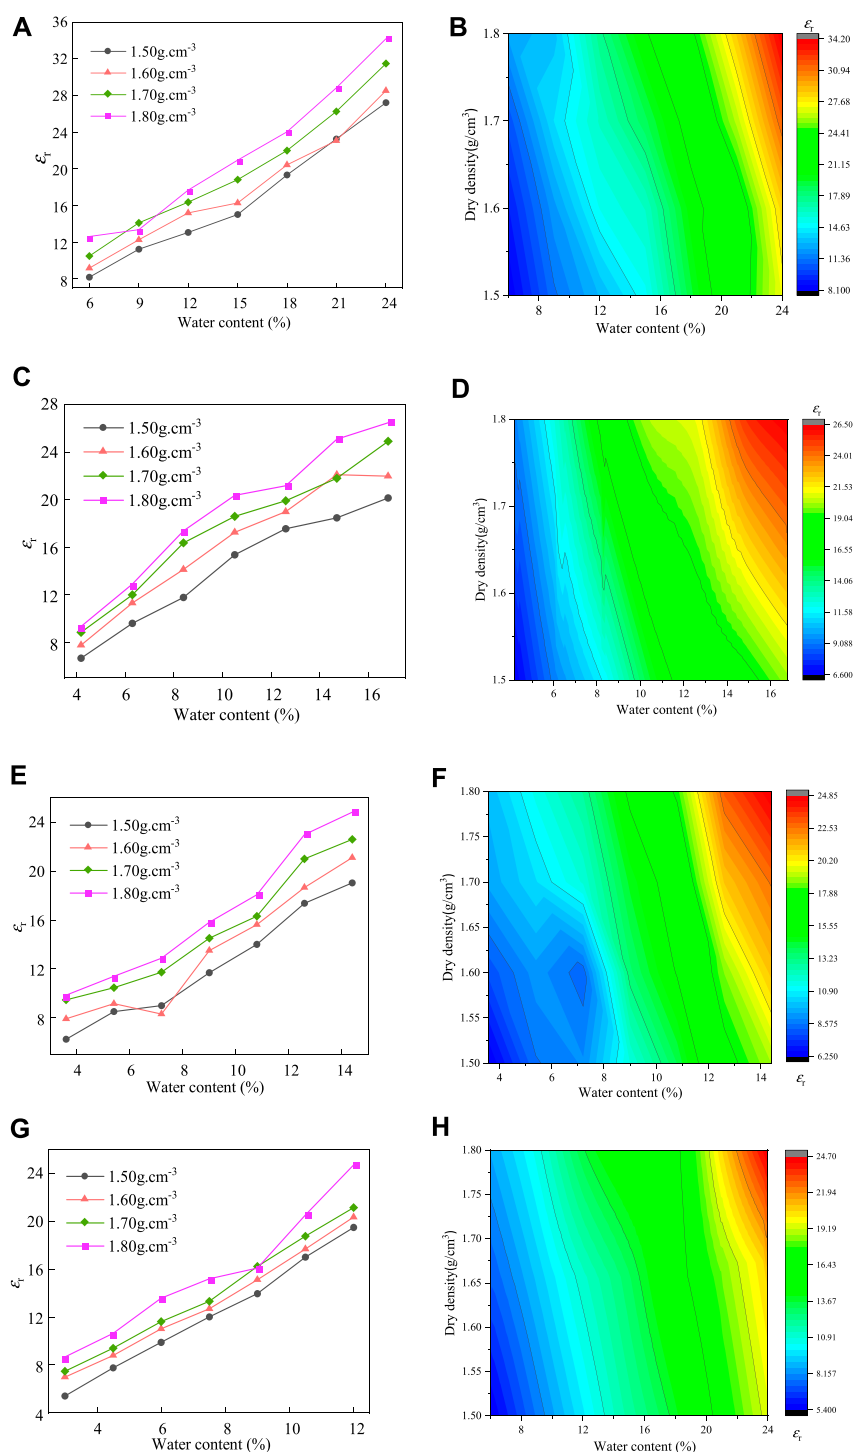 A
36
32
28
24
20
16
12
8
εr
1.50g.cm-3
1.60g.cm-3
1.70g.cm-3
1.80g.cm-3
6 9 12 15 18 21 24
Water content (%)
B
1.8
1.7
1.6
1.5
Dry density(g/cm3)
8 12 16 20 24
Water content (%)
εr
34.20
30.94
27.68
24.41
21.15
17.89
14.63
11.36
8.100
C
28
24
20
16
12
8
εr
1.50g.cm-3
1.60g.cm-3
1.70g.cm-3
1.80g.cm-3
4 6 8 10 12 14 16
Water content (%)
D
1.8
1.7
1.6
1.5
Dry density(g/cm3)
6 8 10 12 14 16
Water content (%)
εr
26.50
24.01
21.53
19.04
16.55
14.06
11.58
9.088
6.600
E
24
20
16
12
8
εr
1.50g.cm-3
1.60g.cm-3
1.70g.cm-3
1.80g.cm-3
4 6 8 10 12 14
Water content (%)
F
1.80
1.75
1.70
1.65
1.60
1.55
1.50
Dry density(g/cm3)
4 6 8 10 12 14
Water content (%)
24.85
22.53
20.20
17.88
15.55
13.23
10.90
8.575
6.250
εr
G
24
20
16
12
8
4
εr
1.50g.cm-3
1.60g.cm-3
1.70g.cm-3
1.80g.cm-3
4 6 8 10 12
Water content (%)
H
1.80
1.75
1.70
1.65
1.60
1.55
1.50
Dry density(g/cm3)
8 12 16 20 24
Water content (%)
24.70
21.94
19.19
16.43
13.67
10.91
8.157
5.400
εr